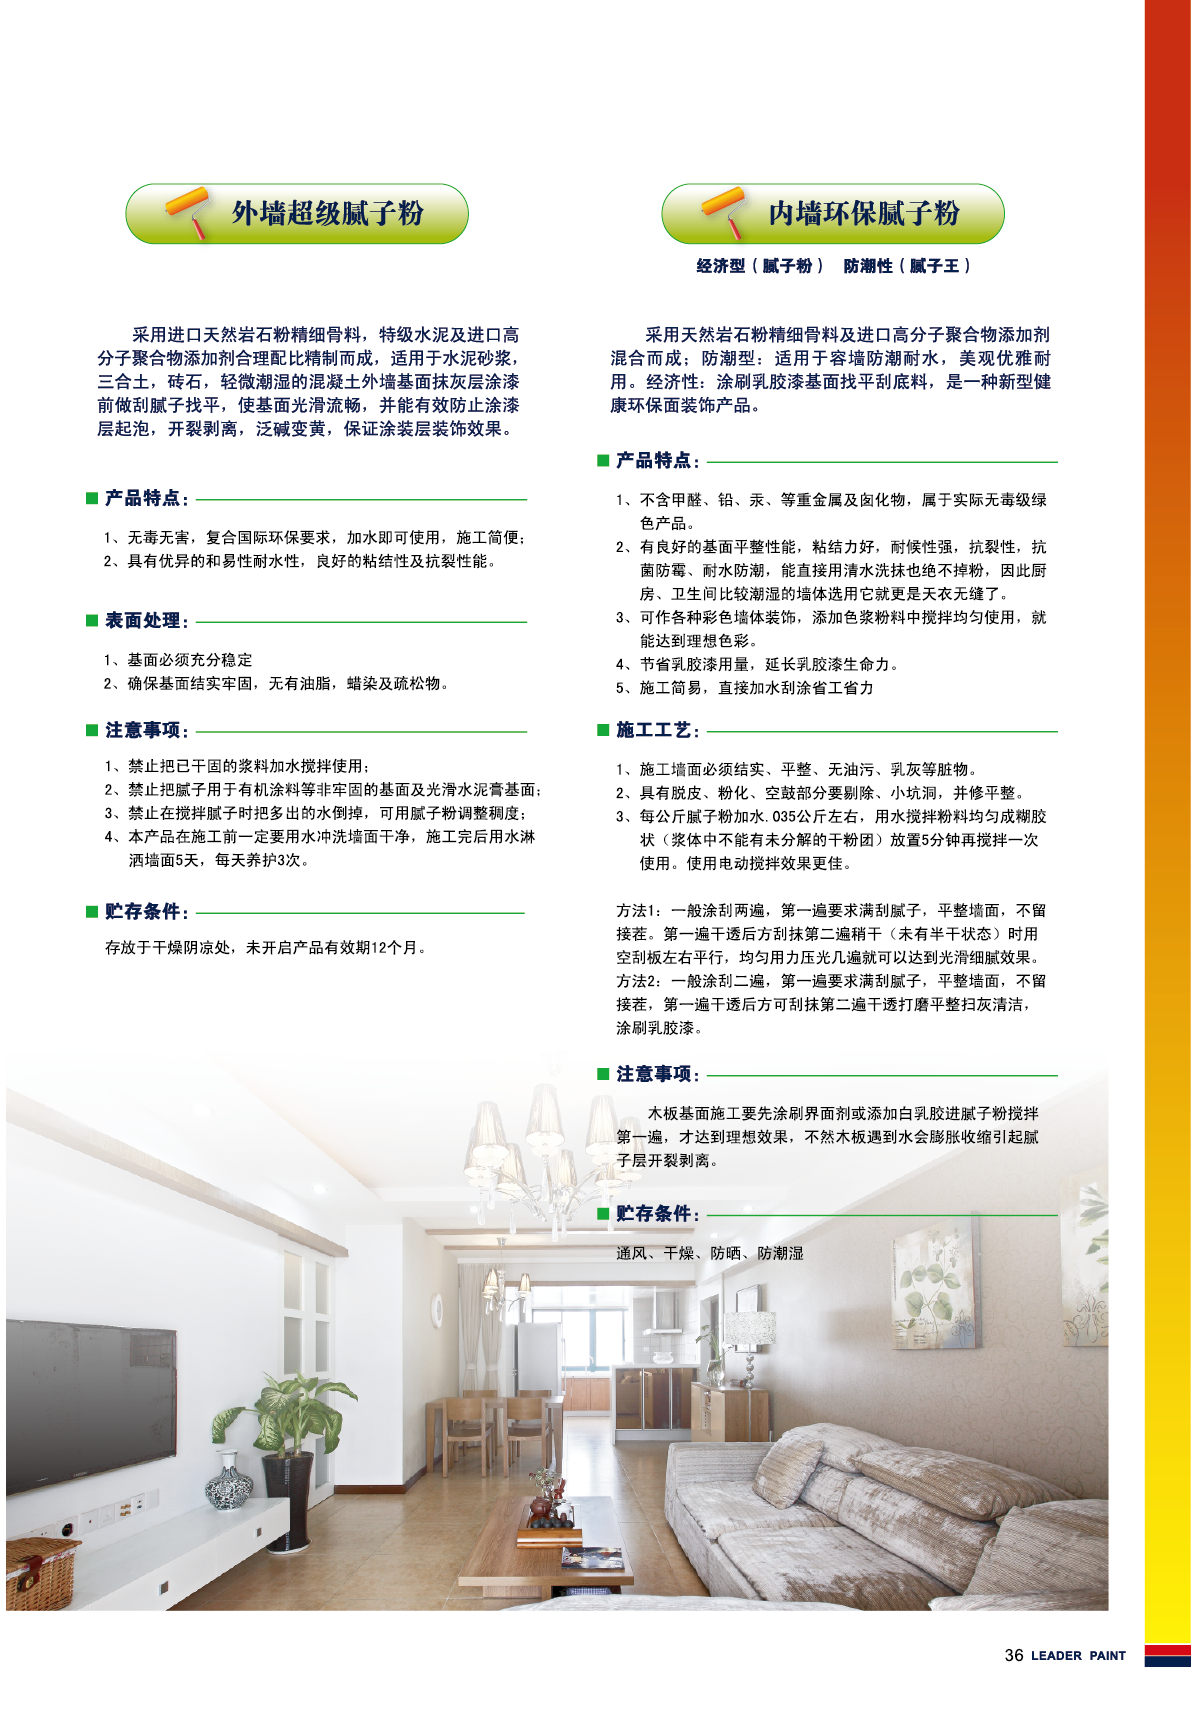 外墙超级腻子粉
采用进口天然岩石粉精细骨料，特级水泥及进口高
分子聚合物添加剂合理配比精制而成，适用于水泥砂浆，
三合土，砖石，轻微潮湿的混凝土外墙基面抹灰层涂漆
前做刮腻子找平，使基面光滑流畅，并能有效防止涂漆
层起泡，开裂剥离，泛碱变黄，保证涂装层装饰效果。
产品特点：
1、无毒无害，复合国际环保要求，加水即可使用，施工简便；
2、具有优异的和易性耐水性，良好的粘结性及抗裂性能。
表面处理：
1、基面必须充分稳定
2、确保基面结实牢固，无有油脂，蜡染及疏松物。
注意事项：
1、禁止把已干固的浆料加水搅拌使用；
2、禁止把腻子用于有机涂料等非牢固的基面及光滑水泥膏基面；
3、禁止在搅拌腻子时把多出的水倒掉，可用腻子粉调整稠度；
4、本产品在施工前一定要用水冲洗墙面干净，施工完后用水淋
洒墙面5天，每天养护3次。
贮存条件：
存放于干燥阴凉处，未开启产品有效期12个月。
内墙环保腻子粉
经济型（腻子粉） 防潮性（腻子王）
采用天然岩石粉精细骨料及进口高分子聚合物添加剂
混合而成；防潮型：适用于容墙防潮耐水，美观优雅耐
用。经济性：涂刷乳胶漆基面找平刮底料，是一种新型健
康环保面装饰产品。
产品特点：
1、不含甲醛、铅、汞、等重金属及卤化物，属于实际无毒级绿
色产品。
2、有良好的基面平整性能，粘结力好，耐候性强，抗裂性，抗
菌防霉、耐水防潮，能直接用清水洗抹也绝不掉粉，因此厨
房、卫生间比较潮湿的墙体选用它就更是天衣无缝了。
3、可作各种彩色墙体装饰，添加色浆粉料中搅拌均匀使用，就
能达到理想色彩。
4、节省乳胶漆用量，延长乳胶漆生命力。
5、施工简易，直接加水刮涂省工省力
施工工艺：
1、施工墙面必须结实、平整、无油污、乳灰等脏物。
2、具有脱皮、粉化、空鼓部分要剔除、小坑洞，并修平整。
3、每公斤腻子粉加水.035公斤左右，用水搅拌粉料均匀成糊胶
状（浆体中不能有未分解的干粉团）放置5分钟再搅拌一次
使用。使用电动搅拌效果更佳。
方法1：一般涂刮两遍，第一遍要求满刮腻子，平整墙面，不留
接茬。第一遍干透后方刮抹第二遍稍干（未有半干状态）时用
空刮板左右平行，均匀用力压光几遍就可以达到光滑细腻效果。
方法2：一般涂刮二遍，第一遍要求满刮腻子，平整墙面，不留
接茬，第一遍干透后方可刮抹第二遍干透打磨平整扫灰清洁，
涂刷乳胶漆。
注意事项：
木板基面施工要先涂刷界面剂或添加白乳胶进腻子粉搅拌
第一遍，才达到理想效果，不然木板遇到水会膨胀收缩引起腻
子层开裂剥离。
贮存条件：
通风、干燥、防晒、防潮湿
36 LEADER PAINT